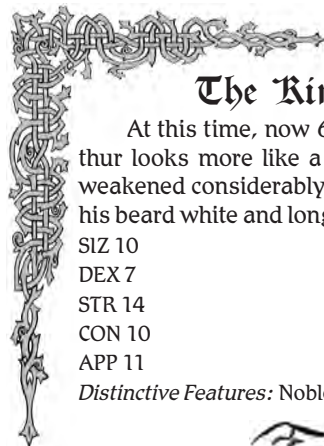 The Kin
At this time, now 6
thur looks more like a
weakened considerably
his beard white and long
SIZ 10
DEX 7
STR 14
CON 10
APP 11
Distinctive Features: Noble